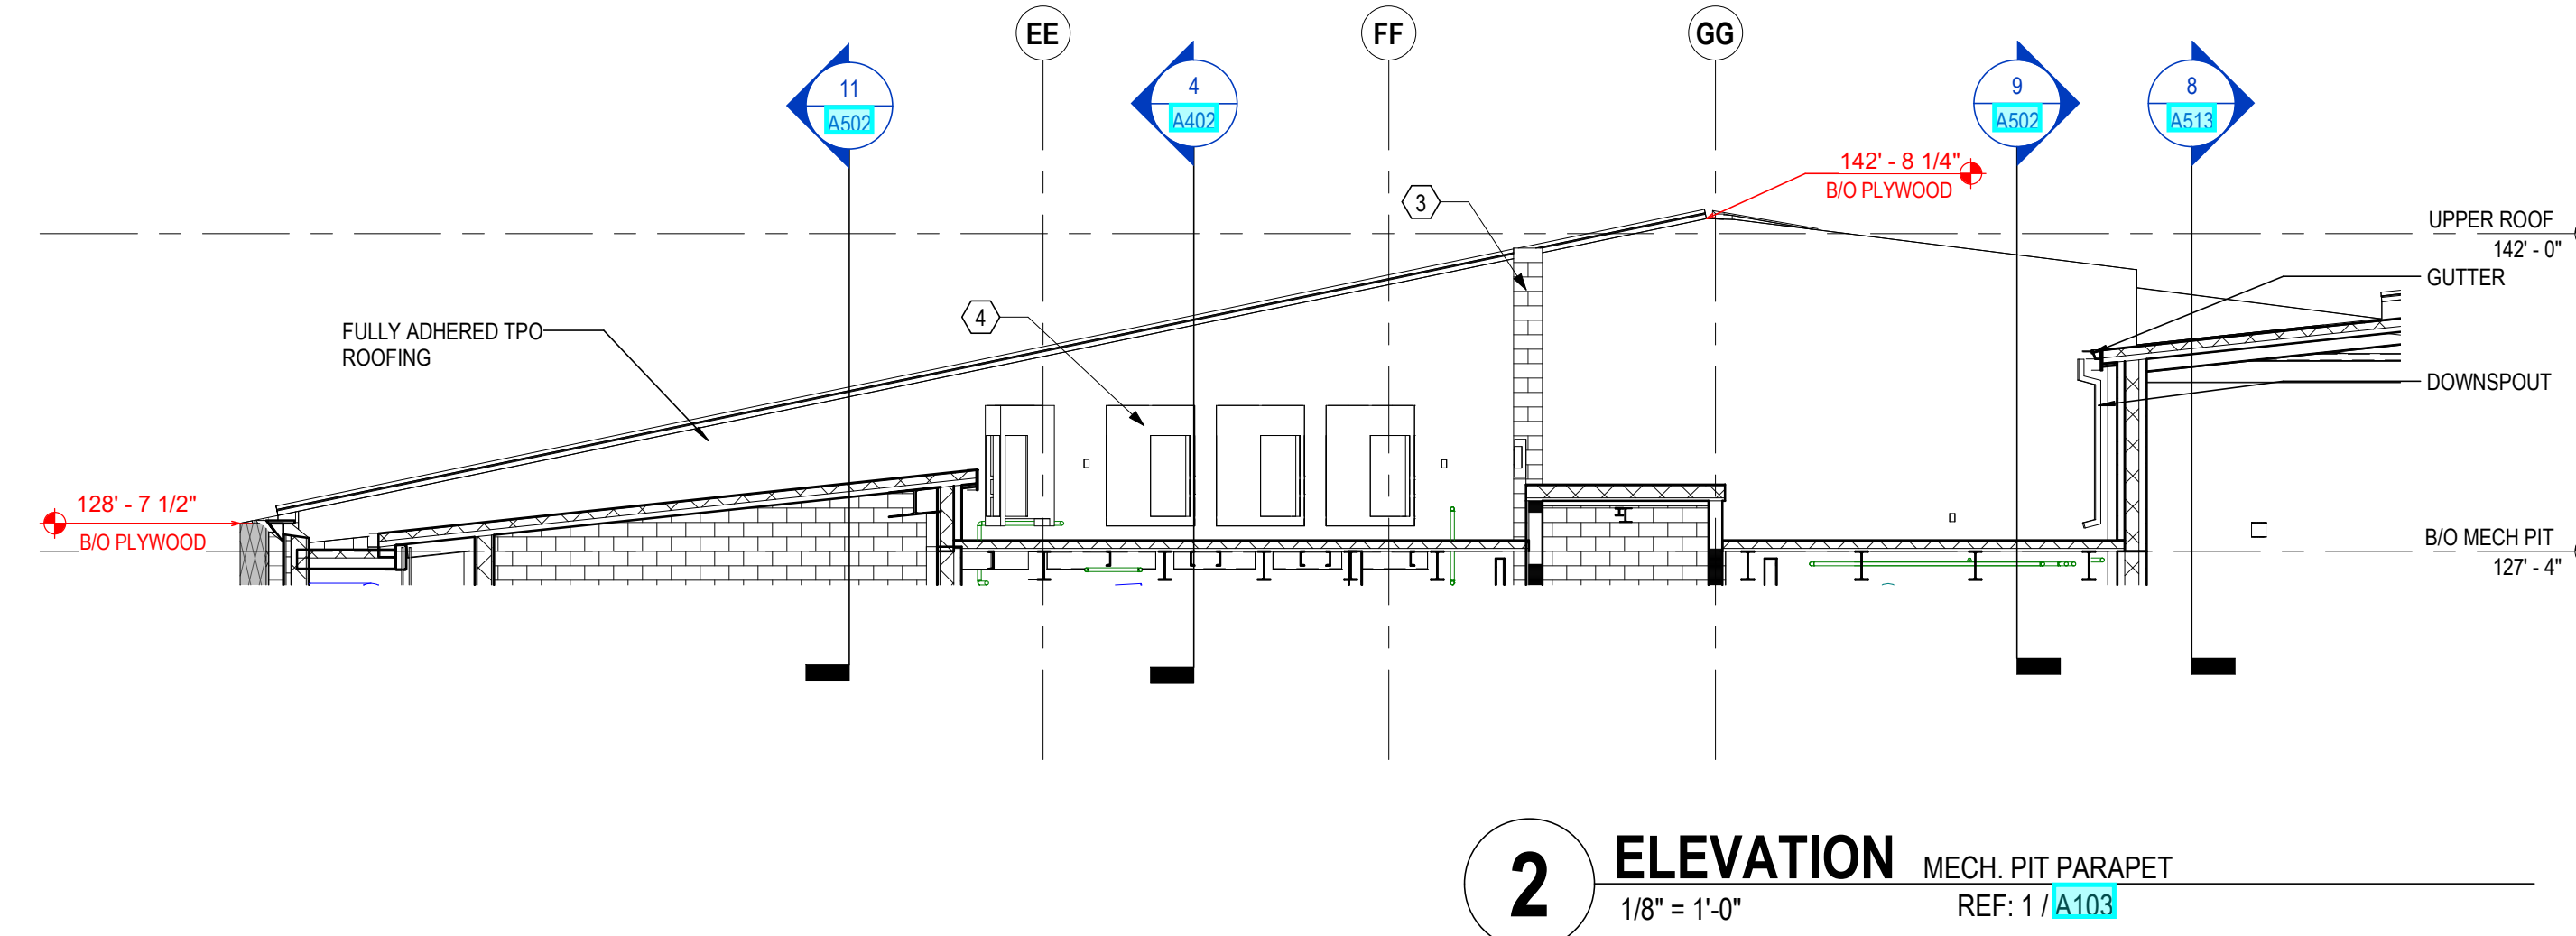 EE
FF
GG
11
A502
4
A402
9
A502
8
A513
142' - 8 1/4"
B/O PLYWOOD
3
UPPER ROOF
142' - 0"
GUTTER
4
FULLY ADHERED TPO
ROOFING
DOWNSPOUT
128' - 7 1/2"
B/O PLYWOOD
B/O MECH PIT
127' - 4"
2
ELEVATION MECH. PIT PARAPET
1/8" = 1'-0" REF: 1 / A103